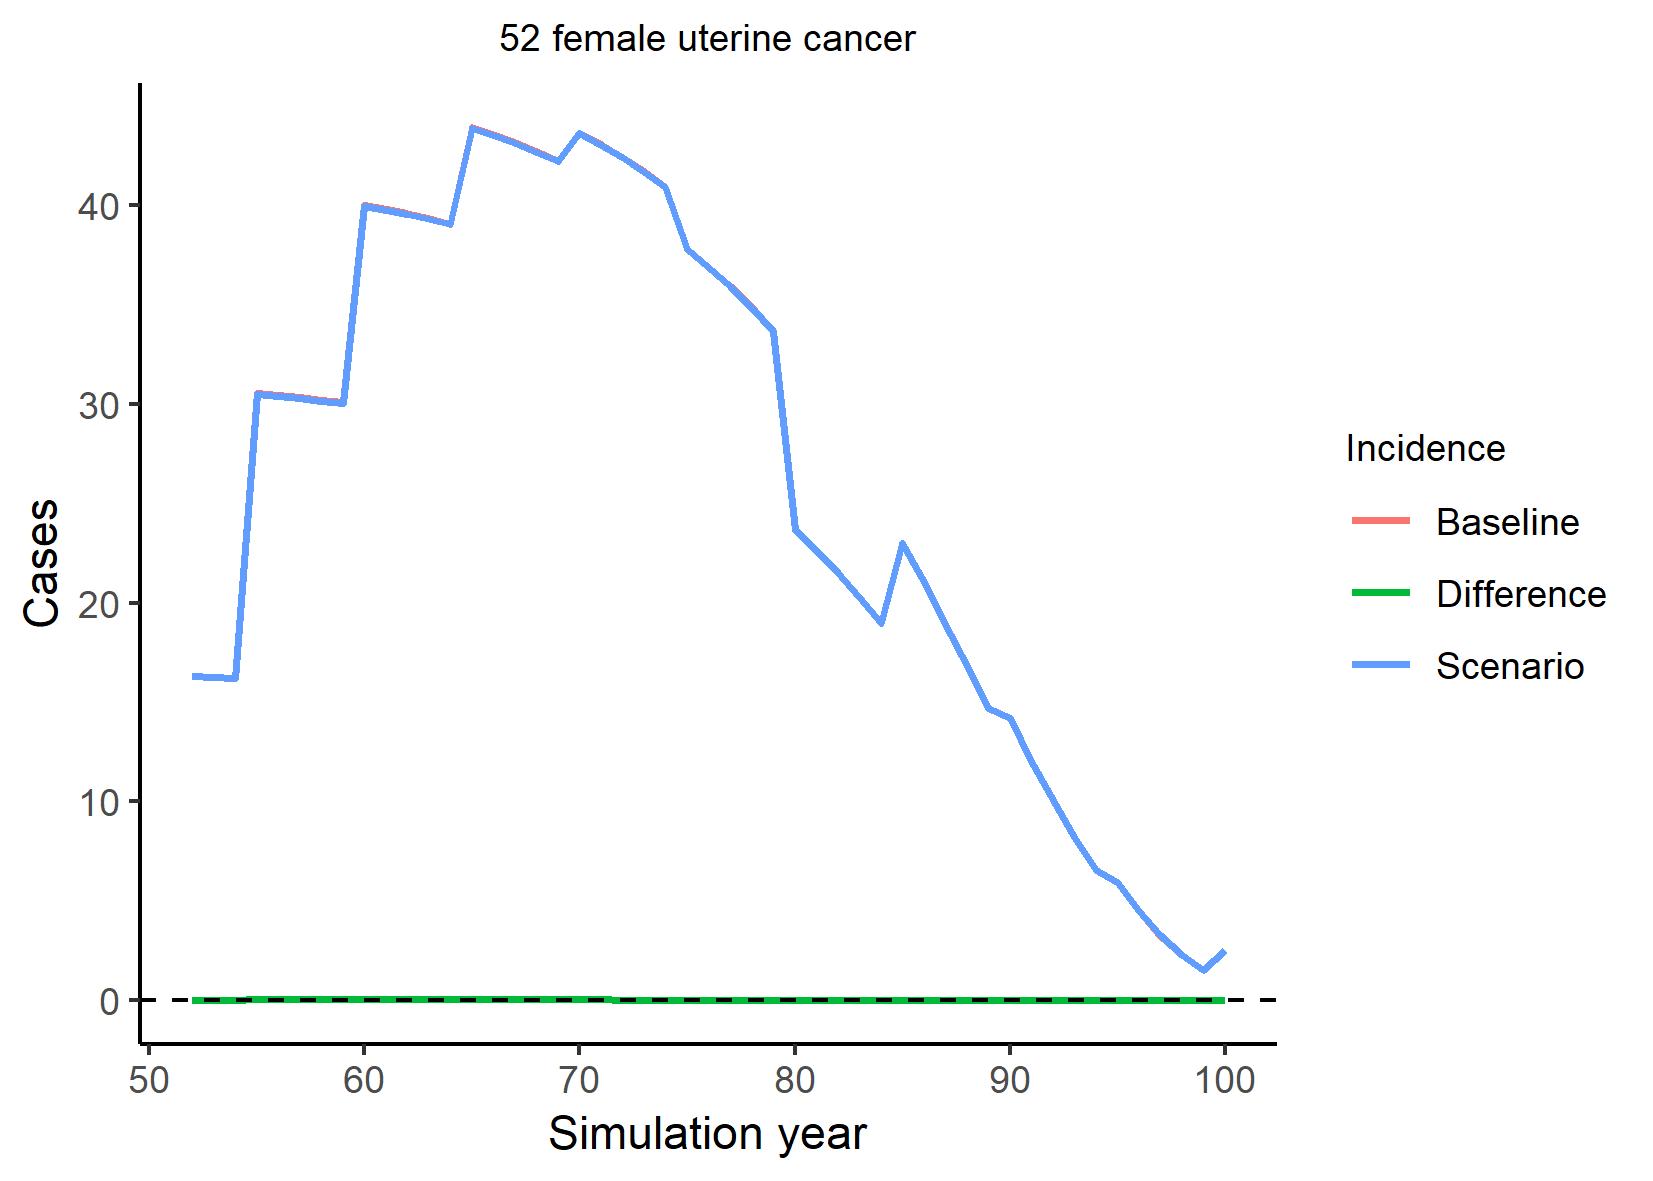 52 female uterine cancer
Cases
40
30
20
10
0
50 60 70 80 90 100
Simulation year
Incidence
Baseline
Difference
Scenario